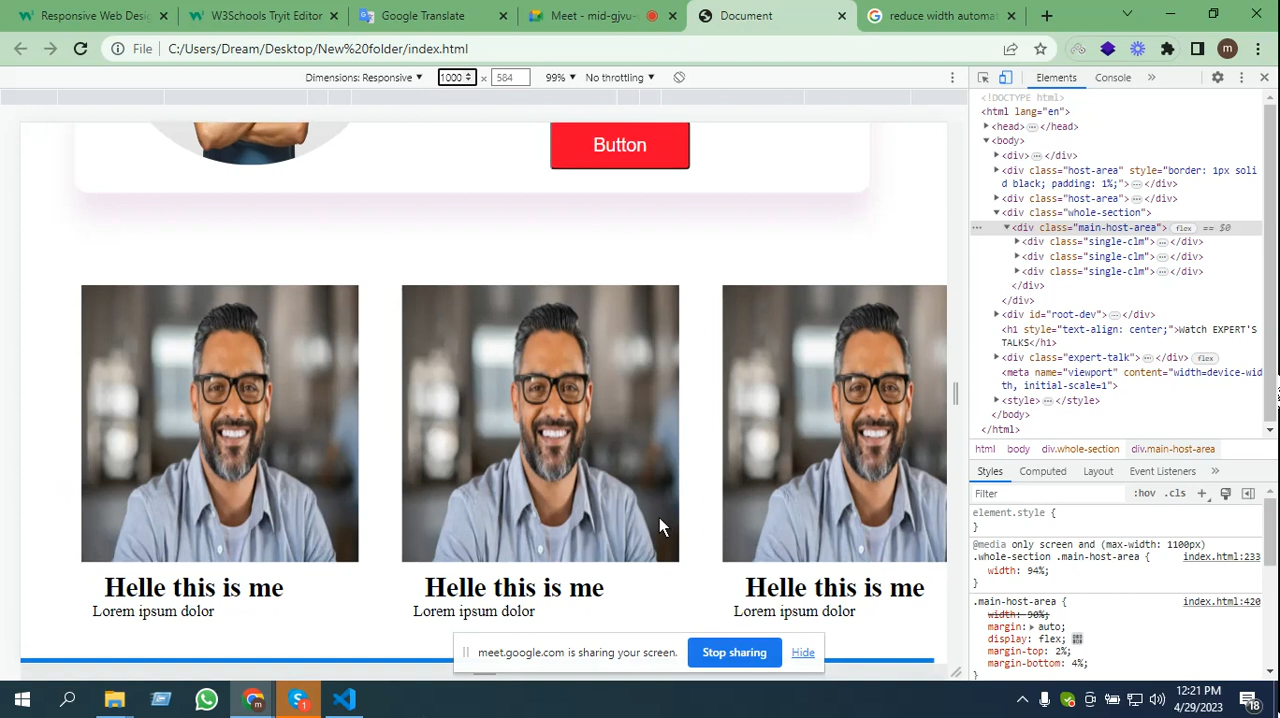 Responsive Web Desi
W3Schools Tryit Editor
Google Translate
Meet - mid-gjvu-
Document
reduce width automat
File C:/Users/Dream/Desktop/New%20folder/index.html
m
Dimensions: Responsive 1000 × 584 99% No throttling
Elements Console »
<!DOCTYPE html>
<html lang="en">
<head> … </head>
<body>
<div> … </div>
<div class="host-area" style="border: 1px soli
d black; padding: 1%;"> … </div>
<div class="host-area"> … </div>
<div class="whole-section">
… <div class="main-host-area"> flex == $0
<div class="single-clm"> … </div>
<div class="single-clm"> … </div>
<div class="single-clm"> … </div>
</div>
</div>
<div id="root-dev"> … </div>
<h1 style="text-align: center;">Watch EXPERT'S
TALKS</h1>
<div class="expert-talk"> … </div> flex
<meta name="viewport" content="width=device-wid
th, initial-scale=1">
<style> … </style>
</body>
</html>
html body div.whole-section div.main-host-area
Styles Computed Layout Event Listeners »
Filter :hov .cls +
element.style {
}
@media only screen and (max-width: 1100px)
.whole-section .main-host-area { index.html:233
width: 94%;
}
.main-host-area { index.html:420
width: 90%;
margin: auto;
display: flex;
margin-top: 2%;
margin-bottom: 4%;
}
Button
Helle this is me
Lorem ipsum dolor
Helle this is me
Lorem ipsum dolor
Helle this is me
Lorem ipsum dolor
meet.google.com is sharing your screen. Stop sharing Hide
m
1
12:21 PM
4/29/2023
18